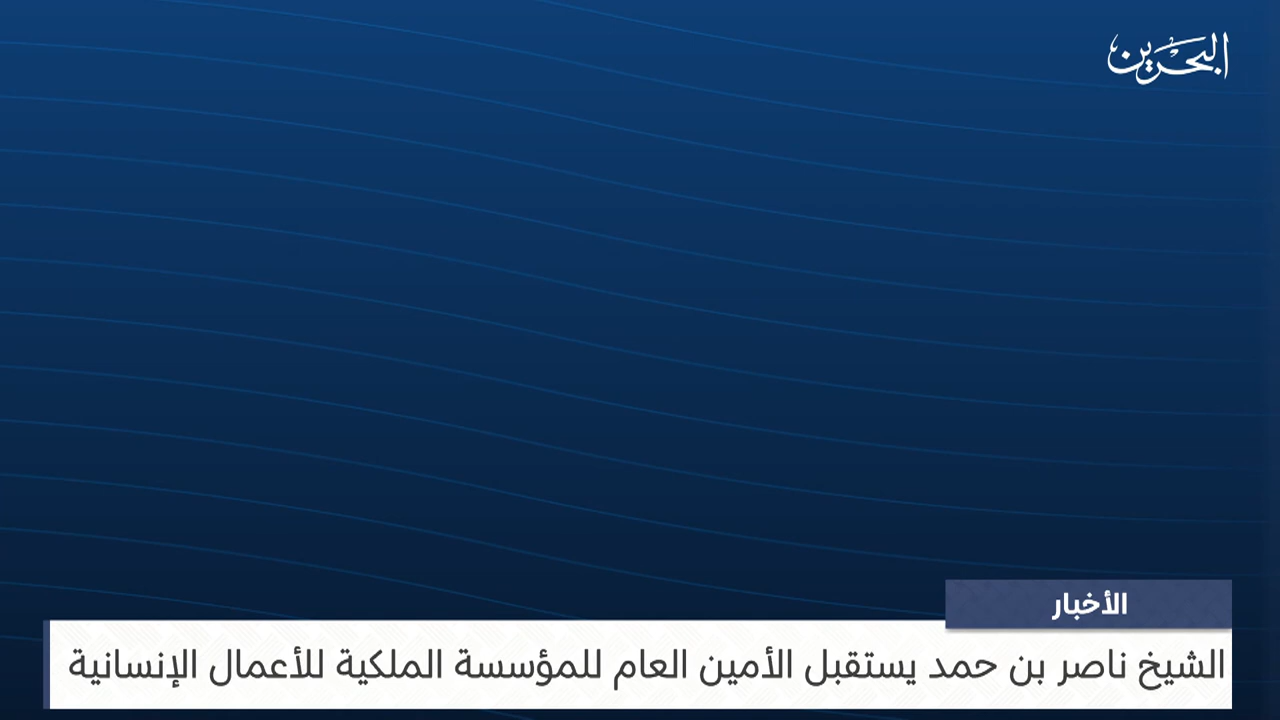 البحرين
الأخبار
الشيخ ناصر بن حمد يستقبل الأمين العام للمؤسسة الملكية للأعمال الإنسانية